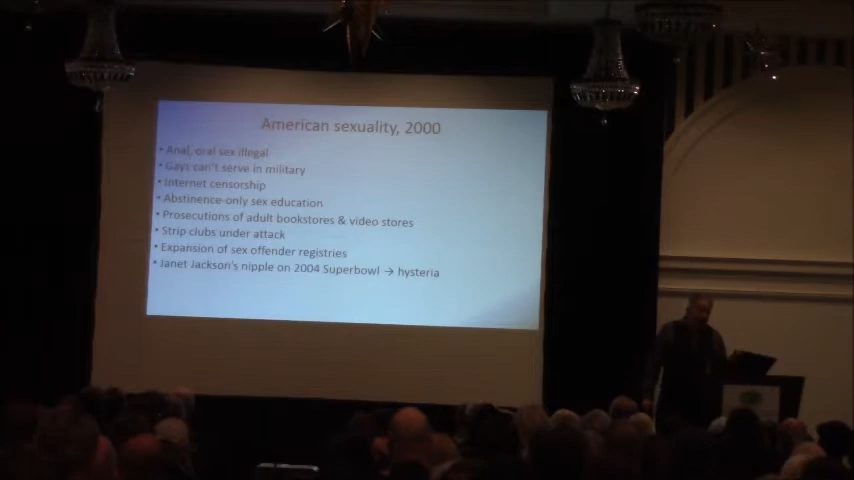 American sexuality, 2000
• Anal, oral sex illegal
• Gays can't serve in military
• Internet censorship
• Abstinence-only sex education
• Prosecutions of adult bookstores & video stores
• Strip clubs under attack
• Expansion of sex offender registries
• Janet Jackson's nipple on 2004 Superbowl → hysteria